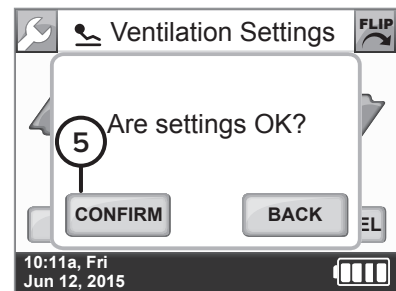 Ventilation Settings
FLIP
Are settings OK?
5
CONFIRM
BACK
EL
10:11a, Fri
Jun 12, 2015